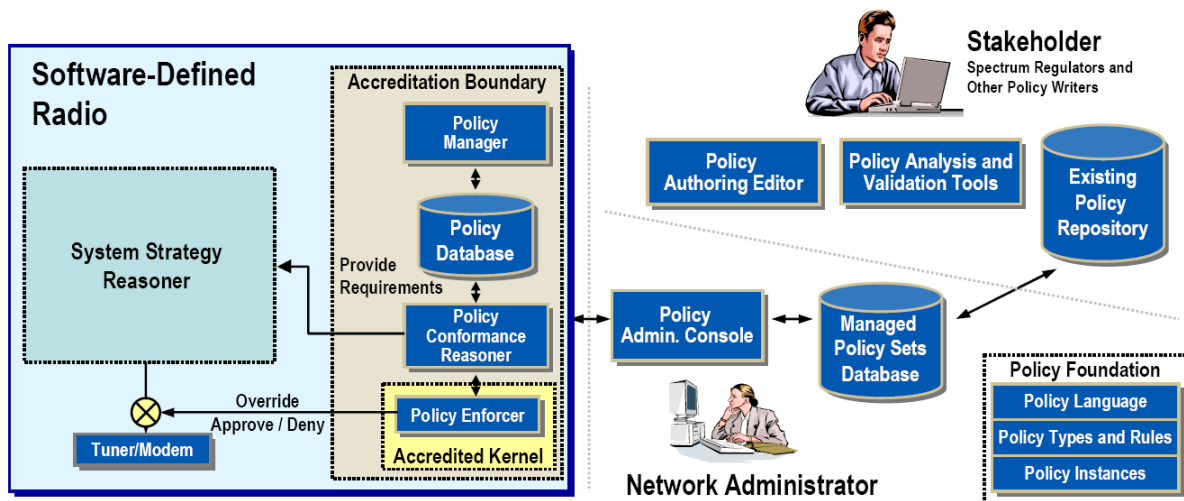 Software-Defined
Radio
Accreditation Boundary
Policy
Manager
Policy
Database
Provide
Requirements
System Strategy
Reasoner
Policy
Conformance
Reasoner
Override
Approve / Deny
Policy Enforcer
Accredited Kernel
Tuner/Modem
Stakeholder
Spectrum Regulators and
Other Policy Writers
Policy
Authoring Editor
Policy Analysis and
Validation Tools
Existing
Policy
Repository
Policy
Admin. Console
Managed
Policy Sets
Database
Network Administrator
Policy Foundation
Policy Language
Policy Types and Rules
Policy Instances